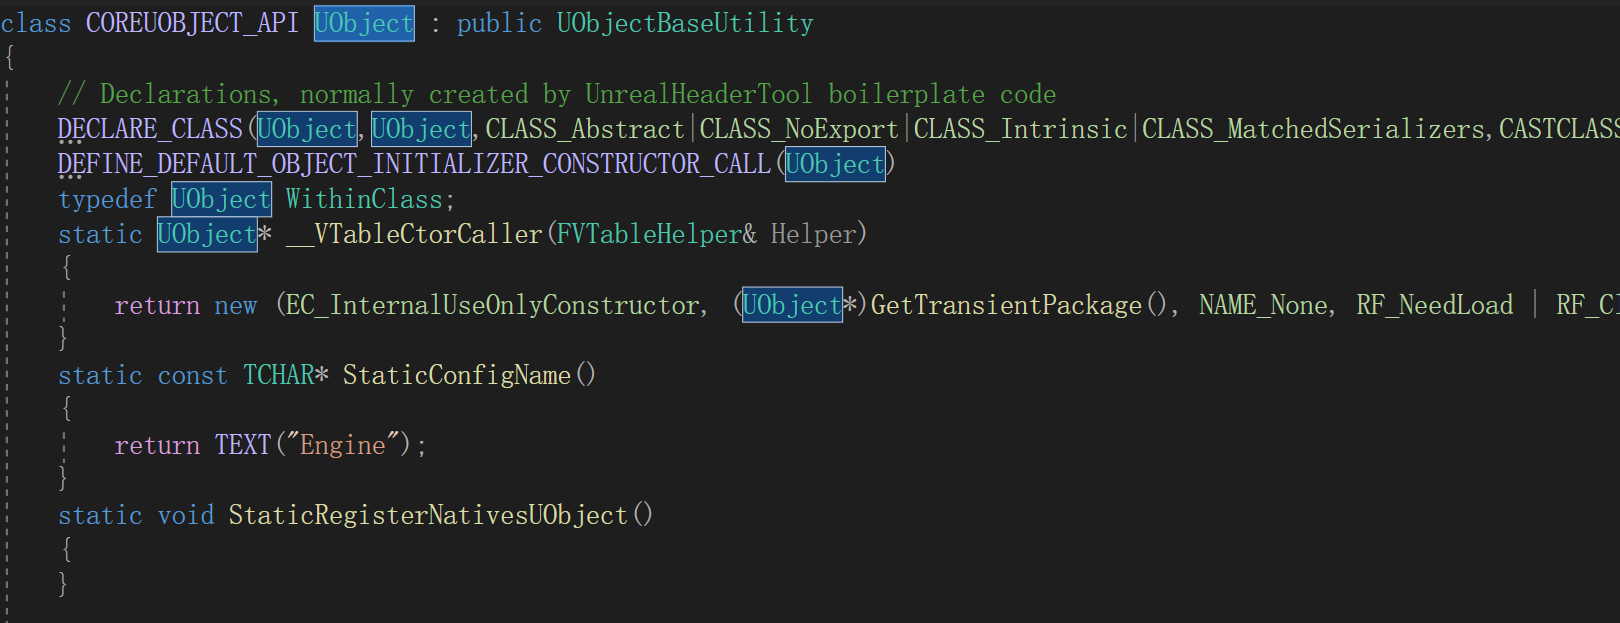 class COREUOBJECT_API UObject : public UObjectBaseUtility
{
// Declarations, normally created by UnrealHeaderTool boilerplate code
DECLARE_CLASS(UObject,UObject,CLASS_Abstract|CLASS_NoExport|CLASS_Intrinsic|CLASS_MatchedSerializers,CASTCLASS
DEFINE_DEFAULT_OBJECT_INITIALIZER_CONSTRUCTOR_CALL(UObject)
typedef UObject WithinClass;
static UObject* __VTableCtorCaller(FVTableHelper& Helper)
{
return new (EC_InternalUseOnlyConstructor, (UObject*)GetTransientPackage(), NAME_None, RF_NeedLoad | RF_Cl
}
static const TCHAR* StaticConfigName()
{
return TEXT("Engine");
}
static void StaticRegisterNativesUObject()
{
}